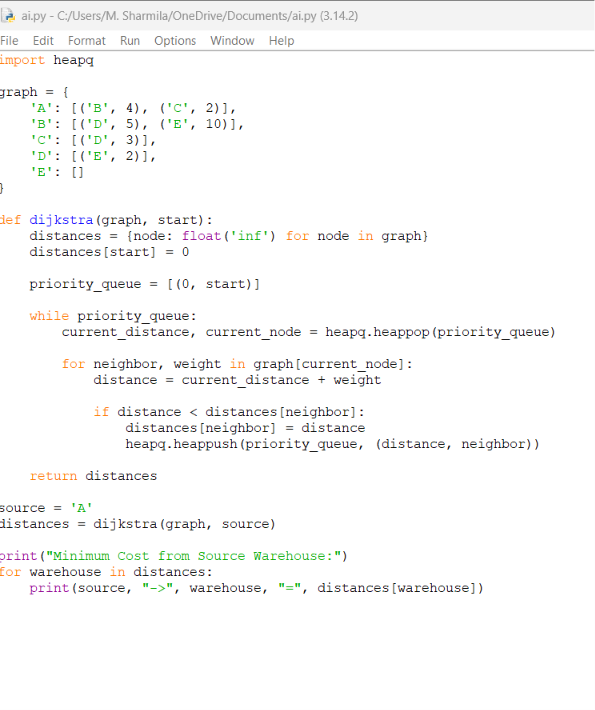 ai.py - C:/Users/M. Sharmila/OneDrive/Documents/ai.py (3.14.2)
File Edit Format Run Options Window Help
import heapq

graph = {
    'A': [('B', 4), ('C', 2)],
    'B': [('D', 5), ('E', 10)],
    'C': [('D', 3)],
    'D': [('E', 2)],
    'E': []
}

def dijkstra(graph, start):
    distances = {node: float('inf') for node in graph}
    distances[start] = 0

    priority_queue = [(0, start)]

    while priority_queue:
        current_distance, current_node = heapq.heappop(priority_queue)

        for neighbor, weight in graph[current_node]:
            distance = current_distance + weight

            if distance < distances[neighbor]:
                distances[neighbor] = distance
                heapq.heappush(priority_queue, (distance, neighbor))

    return distances

source = 'A'
distances = dijkstra(graph, source)

print("Minimum Cost from Source Warehouse:")
for warehouse in distances:
    print(source, "->", warehouse, "=", distances[warehouse])